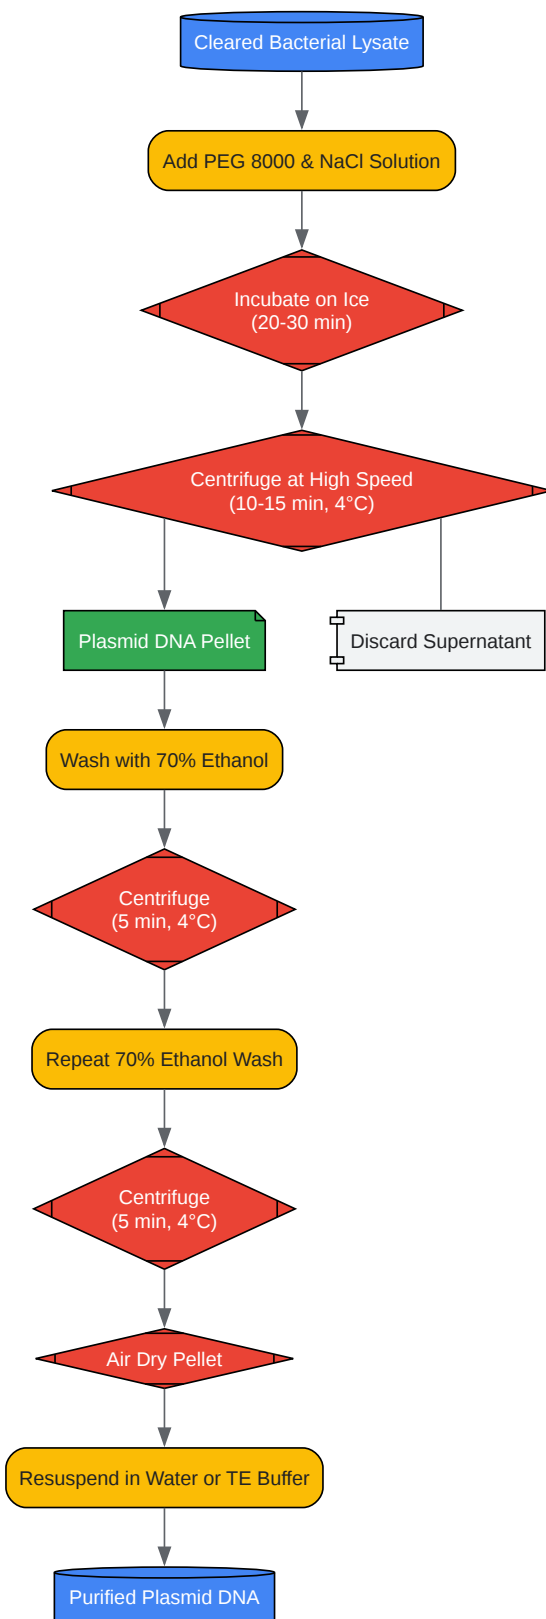 Cleared Bacterial Lysate
Add PEG 8000 & NaCl Solution
Incubate on Ice
(20-30 min)
Centrifuge at High Speed
(10-15 min, 4°C)
Plasmid DNA Pellet
Discard Supernatant
Wash with 70% Ethanol
Centrifuge
(5 min, 4°C)
Repeat 70% Ethanol Wash
Centrifuge
(5 min, 4°C)
Air Dry Pellet
Resuspend in Water or TE Buffer
Purified Plasmid DNA